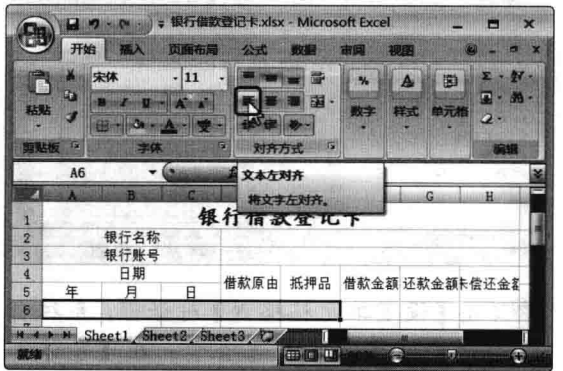 银行借款登记卡.xlsx - Microsoft Excel
开始 插入 页面布局 公式 数据 审阅 视图
宋体 11
粘贴 数字 样式 单元格
剪贴板 字体 对齐方式 编辑
A6
文本左对齐
将文字左对齐。
A B C G H
1 银行借款登记卡
2 银行名称
3 银行账号
4 日期
借款原由 抵押品 借款金额 还款金额 未偿还金额
5 年 月 日
6
Sheet1 Sheet2 Sheet3
就绪